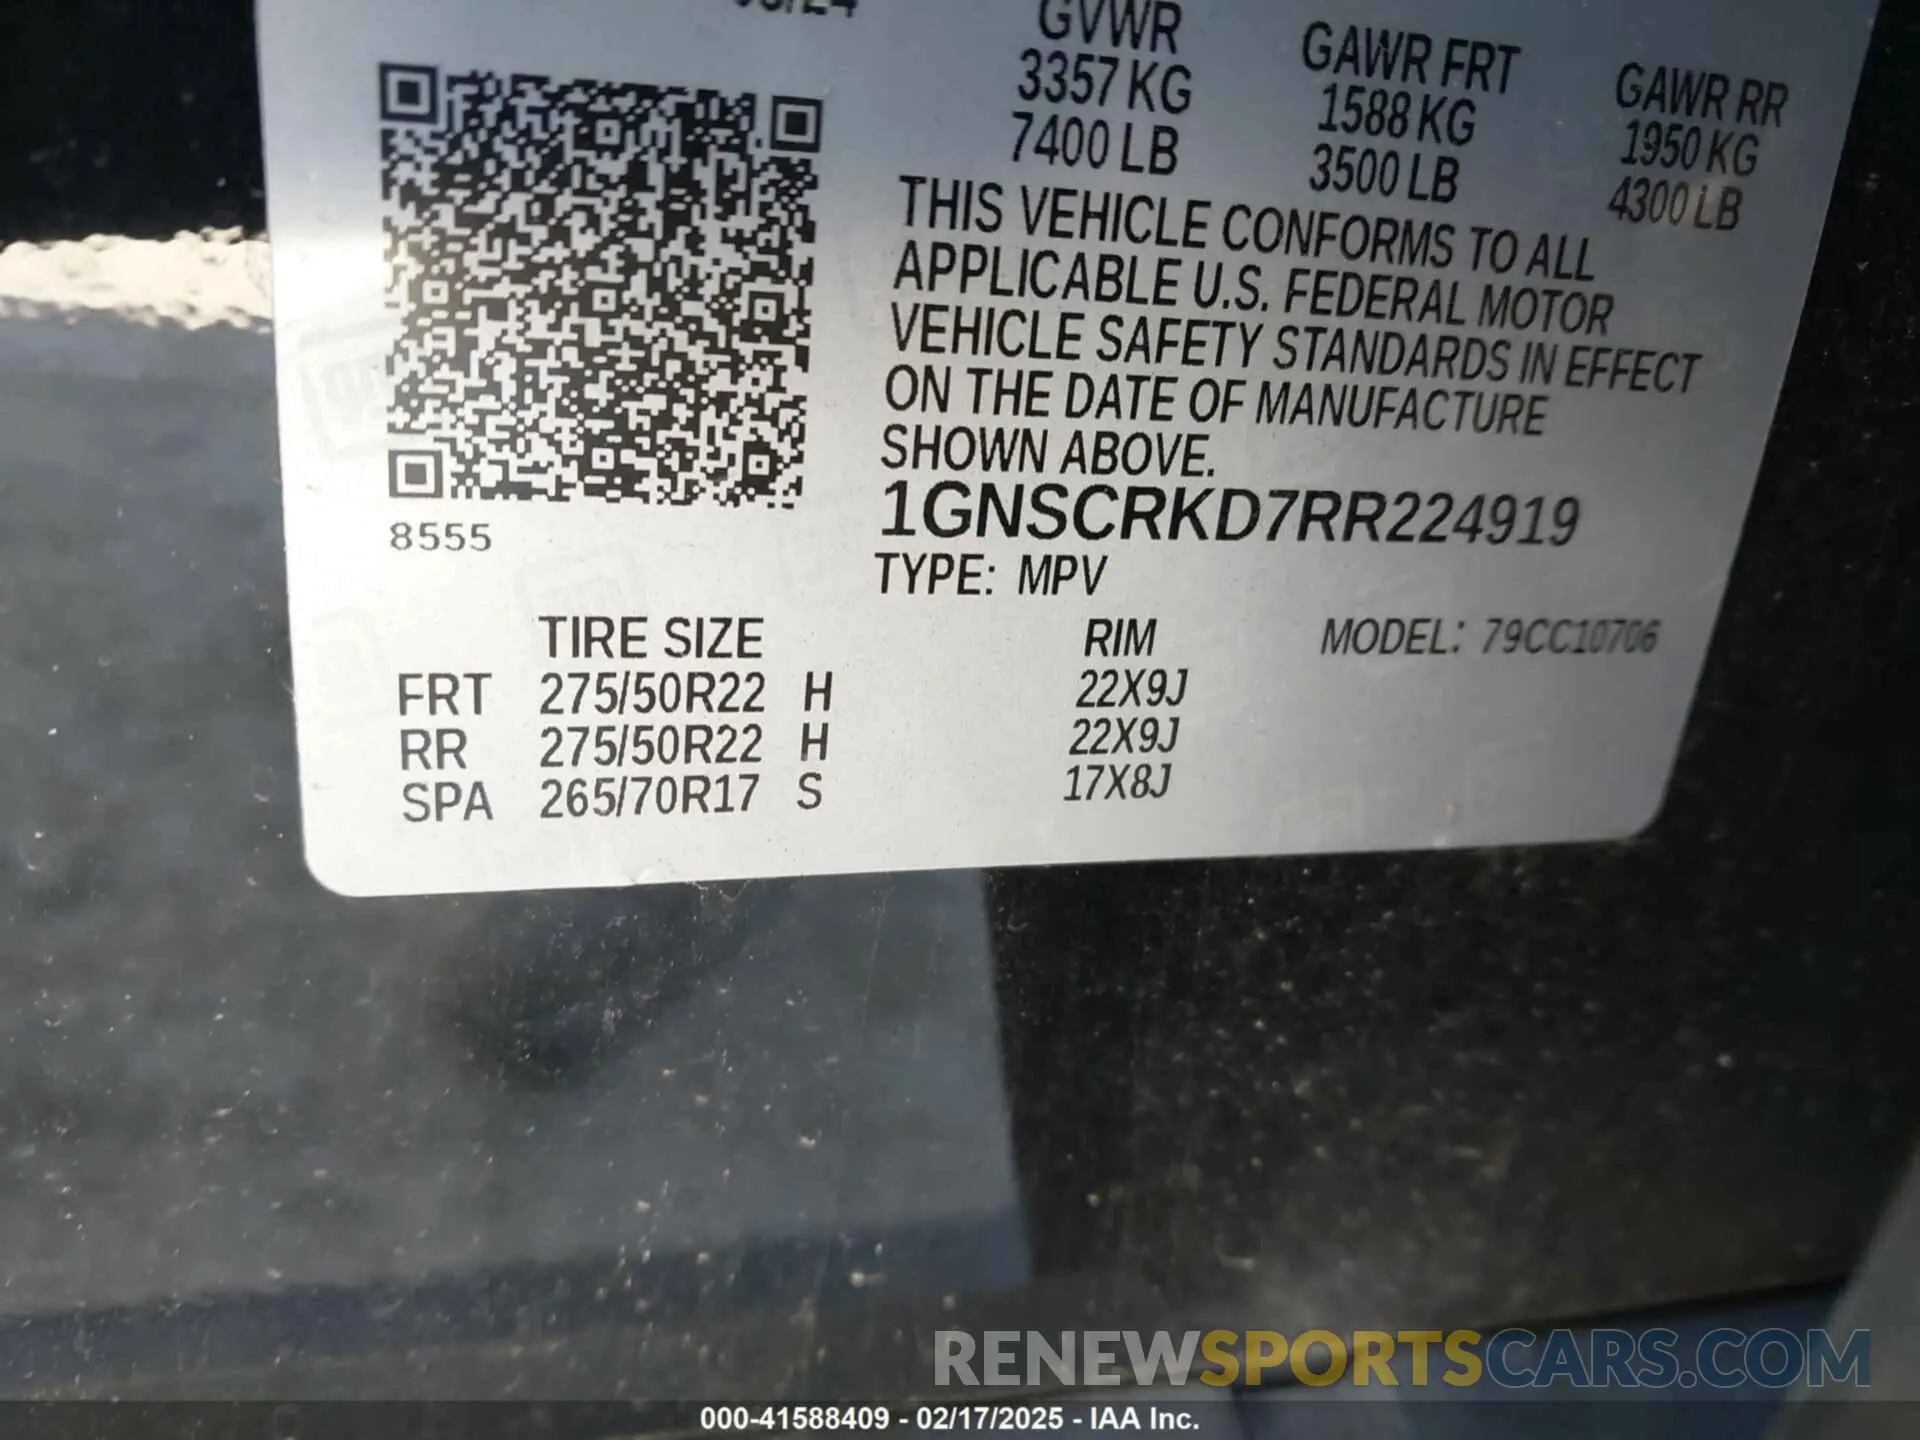 GVWR GAWR FRT GAWR RR
3357 KG 1588 KG 1950 KG
7400 LB 3500 LB 4300 LB
THIS VEHICLE CONFORMS TO ALL
APPLICABLE U.S. FEDERAL MOTOR
VEHICLE SAFETY STANDARDS IN EFFECT
ON THE DATE OF MANUFACTURE
SHOWN ABOVE.
1GNSCRKD7RR224919
8555
TYPE: MPV
TIRE SIZE RIM MODEL: 79CC10706
FRT 275/50R22 H 22X9J
RR 275/50R22 H 22X9J
SPA 265/70R17 S 17X8J
RENEWSPORTSCARS.COM
000-41588409 - 02/17/2025 - IAA Inc.